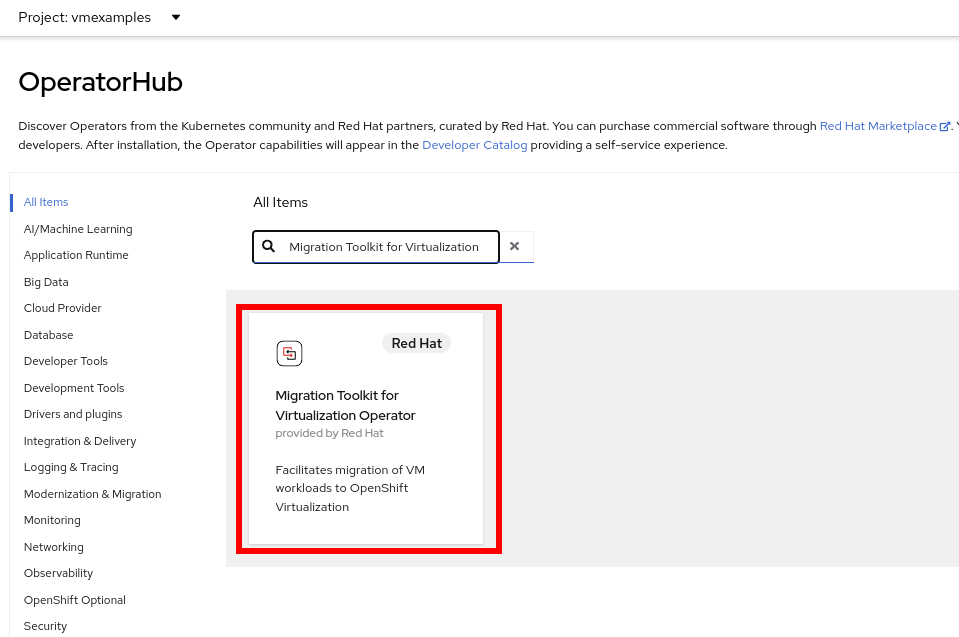 Project: vmexamples
OperatorHub
Discover Operators from the Kubernetes community and Red Hat partners, curated by Red Hat. You can purchase commercial software through Red Hat Marketplace.
developers. After installation, the Operator capabilities will appear in the Developer Catalog providing a self-service experience.
All Items
AI/Machine Learning
Application Runtime
Big Data
Cloud Provider
Database
Developer Tools
Development Tools
Drivers and plugins
Integration & Delivery
Logging & Tracing
Modernization & Migration
Monitoring
Networking
Observability
OpenShift Optional
Security
All Items
Migration Toolkit for Virtualization
Red Hat
Migration Toolkit for
Virtualization Operator
provided by Red Hat
Facilitates migration of VM
workloads to OpenShift
Virtualization